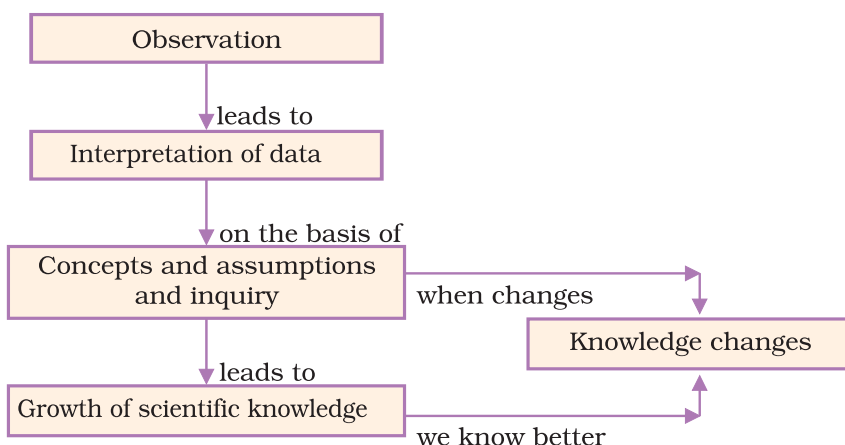 Observation
leads to
Interpretation of data
on the basis of
Concepts and assumptions
and inquiry
when changes
Knowledge changes
leads to
Growth of scientific knowledge
we know better